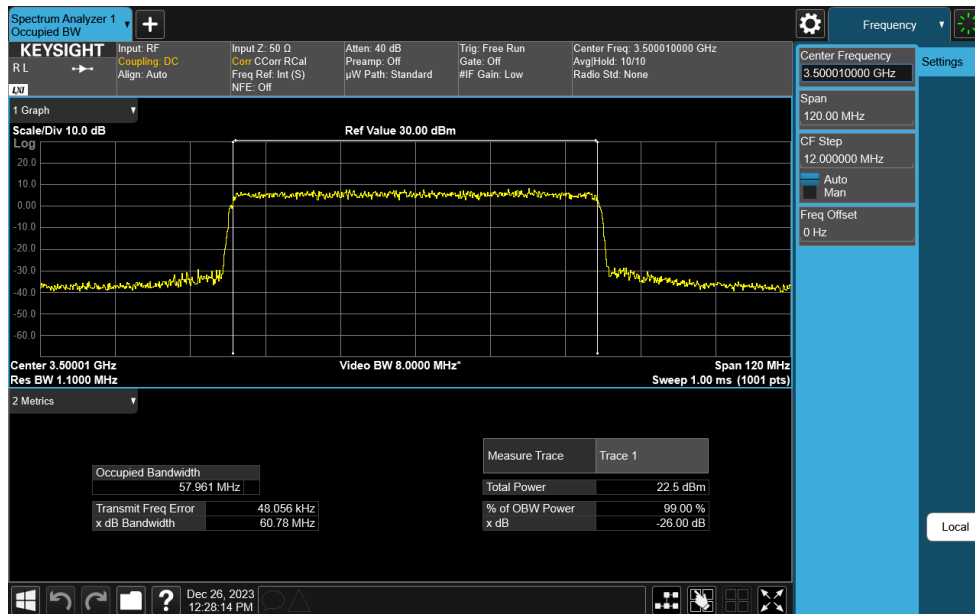 Spectrum Analyzer 1
Occupied BW
Frequency
KEYSIGHT
R L
LXI
Input: RF
Coupling: DC
Align: Auto
Input Z: 50 Ω
Corr CCorr RCal
Freq Ref: Int (S)
NFE: Off
Atten: 40 dB
Preamp: Off
µW Path: Standard
Trig: Free Run
Gate: Off
#IF Gain: Low
Center Freq: 3.500010000 GHz
Avg|Hold: 10/10
Radio Std: None
Center Frequency
3.500010000 GHz
Settings
Span
120.00 MHz
CF Step
12.000000 MHz
Auto
Man
Freq Offset
0 Hz
Local
1 Graph
Scale/Div 10.0 dB
Ref Value 30.00 dBm
Log
20.0
10.0
0.00
-10.0
-20.0
-30.0
-40.0
-50.0
-60.0
Center 3.50001 GHz
Video BW 8.0000 MHz*
Span 120 MHz
Res BW 1.1000 MHz
Sweep 1.00 ms (1001 pts)
2 Metrics
Measure Trace
Trace 1
Occupied Bandwidth
57.961 MHz
Total Power
22.5 dBm
Transmit Freq Error
48.056 kHz
% of OBW Power
99.00 %
x dB Bandwidth
60.78 MHz
x dB
-26.00 dB
?
Dec 26, 2023
12:28:14 PM